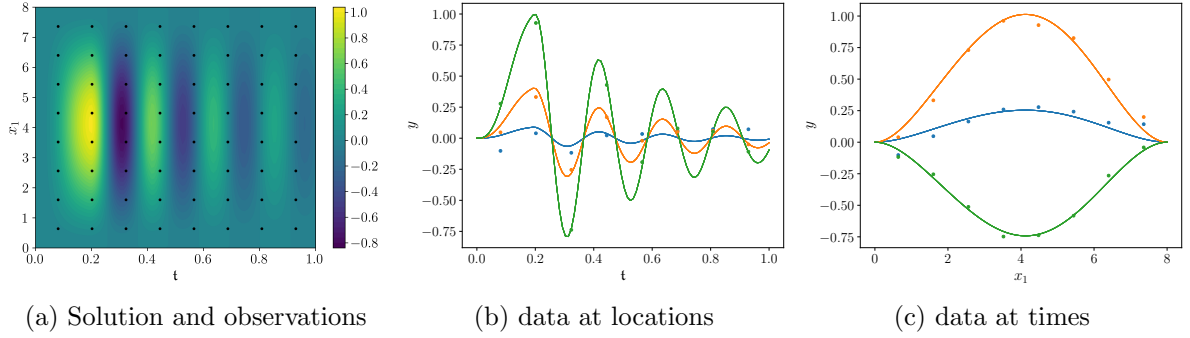 8
7
6
5
4
3
2
1
0
x₁
0.0 0.2 0.4 0.6 0.8 1.0
𝔱
1.0
0.8
0.6
0.4
0.2
0.0
−0.2
−0.4
−0.6
−0.8
1.00
0.75
0.50
0.25
0.00
−0.25
−0.50
−0.75
y
0.0 0.2 0.4 0.6 0.8 1.0
𝔱
1.00
0.75
0.50
0.25
0.00
−0.25
−0.50
−0.75
y
0 2 4 6 8
x₁
(a) Solution and observations
(b) data at locations
(c) data at times